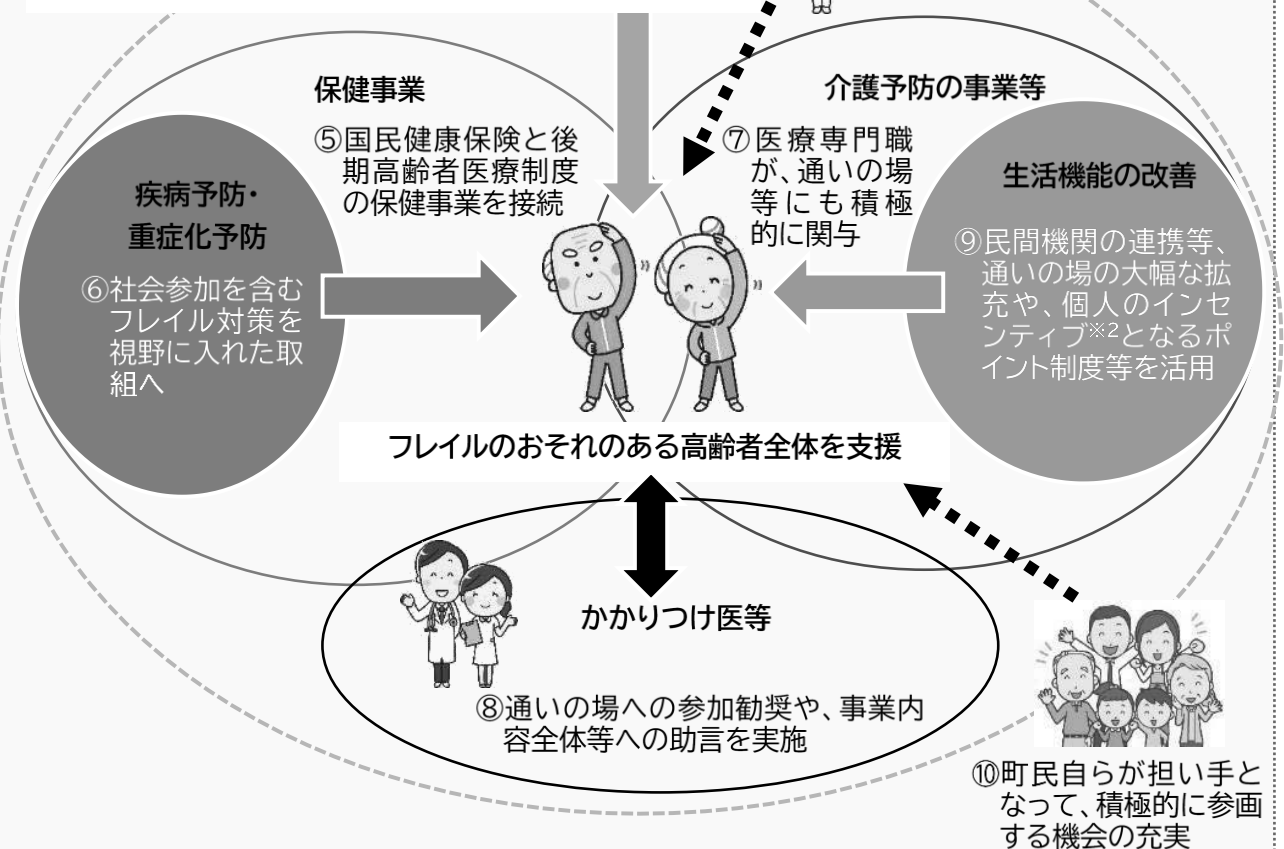 保健事業
⑤国民健康保険と後
期高齢者医療制度
の保健事業を接続
介護予防の事業等
⑦医療専門職
が、通いの場
等にも積極
的に関与
疾病予防・
重症化予防
⑥社会参加を含む
フレイル対策を
視野に入れた取
組へ
生活機能の改善
⑨民間機関の連携等、
通いの場の大幅な拡
充や、個人のインセ
ンティブ※2となるポ
イント制度等を活用
フレイルのおそれのある高齢者全体を支援
かかりつけ医等
⑧通いの場への参加勧奨や、事業内
容全体等への助言を実施
⑩町民自らが担い手と
なって、積極的に参画
する機会の充実